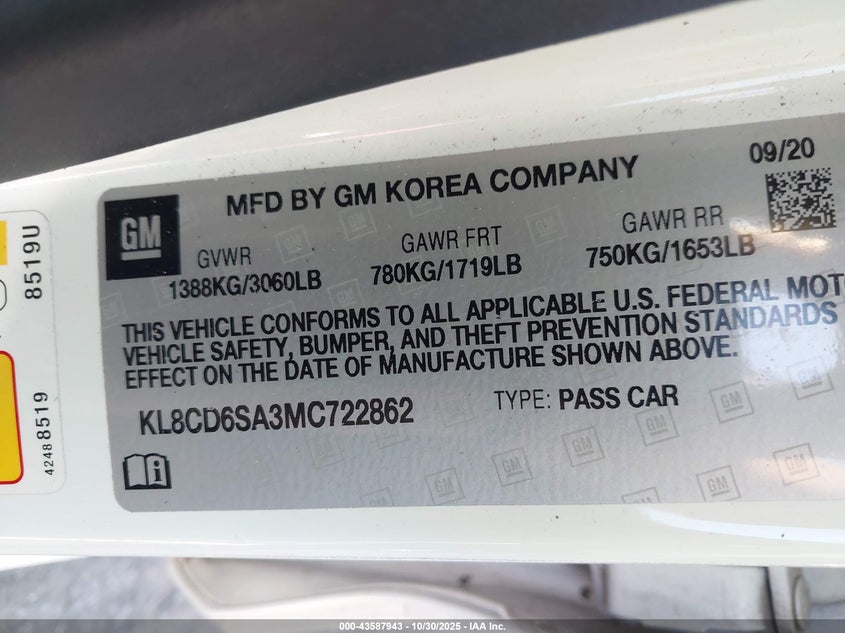 09/20
MFD BY GM KOREA COMPANY
GM
GVWR GAWR FRT GAWR RR
1388KG/3060LB 780KG/1719LB 750KG/1653LB
THIS VEHICLE CONFORMS TO ALL APPLICABLE U.S. FEDERAL MOTO
VEHICLE SAFETY, BUMPER, AND THEFT PREVENTION STANDARDS
EFFECT ON THE DATE OF MANUFACTURE SHOWN ABOVE.
KL8CD6SA3MC722862 TYPE: PASS CAR
8519U
42488519
000-43587943 - 10/30/2025 - IAA Inc.